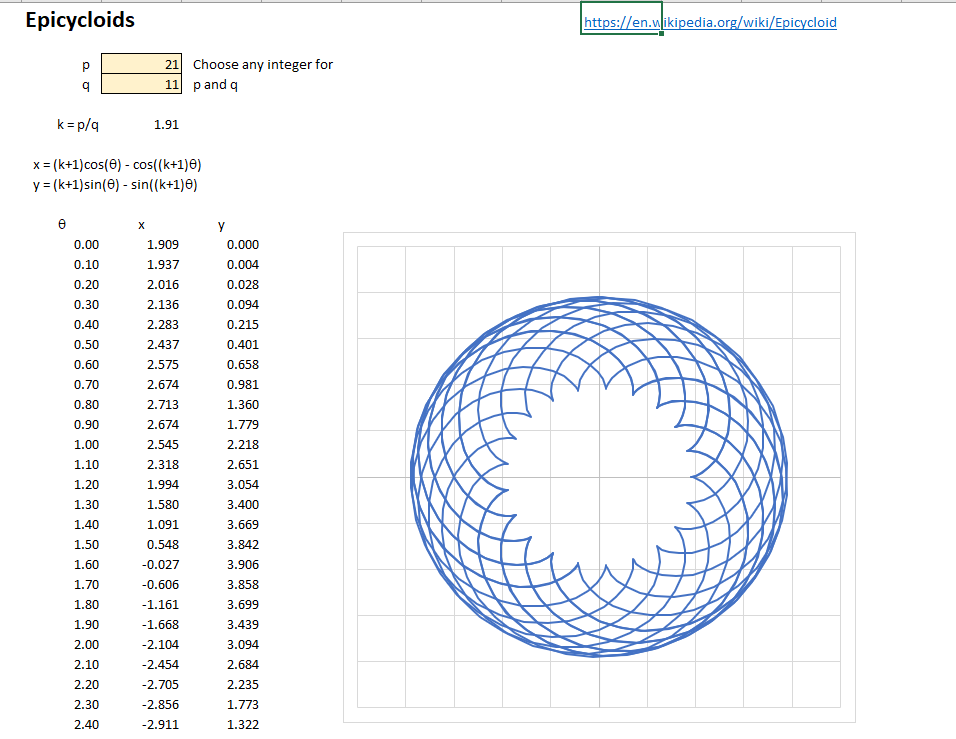 Epicycloids https://en.wikipedia.org/wiki/Epicycloid
p 21 Choose any integer for
q 11 p and q
k = p/q 1.91
x = (k+1)cos(θ) - cos((k+1)θ)
y = (k+1)sin(θ) - sin((k+1)θ)
θ x y
0.00 1.909 0.000
0.10 1.937 0.004
0.20 2.016 0.028
0.30 2.136 0.094
0.40 2.283 0.215
0.50 2.437 0.401
0.60 2.575 0.658
0.70 2.674 0.981
0.80 2.713 1.360
0.90 2.674 1.779
1.00 2.545 2.218
1.10 2.318 2.651
1.20 1.994 3.054
1.30 1.580 3.400
1.40 1.091 3.669
1.50 0.548 3.842
1.60 -0.027 3.906
1.70 -0.606 3.858
1.80 -1.161 3.699
1.90 -1.668 3.439
2.00 -2.104 3.094
2.10 -2.454 2.684
2.20 -2.705 2.235
2.30 -2.856 1.773
2.40 -2.911 1.322